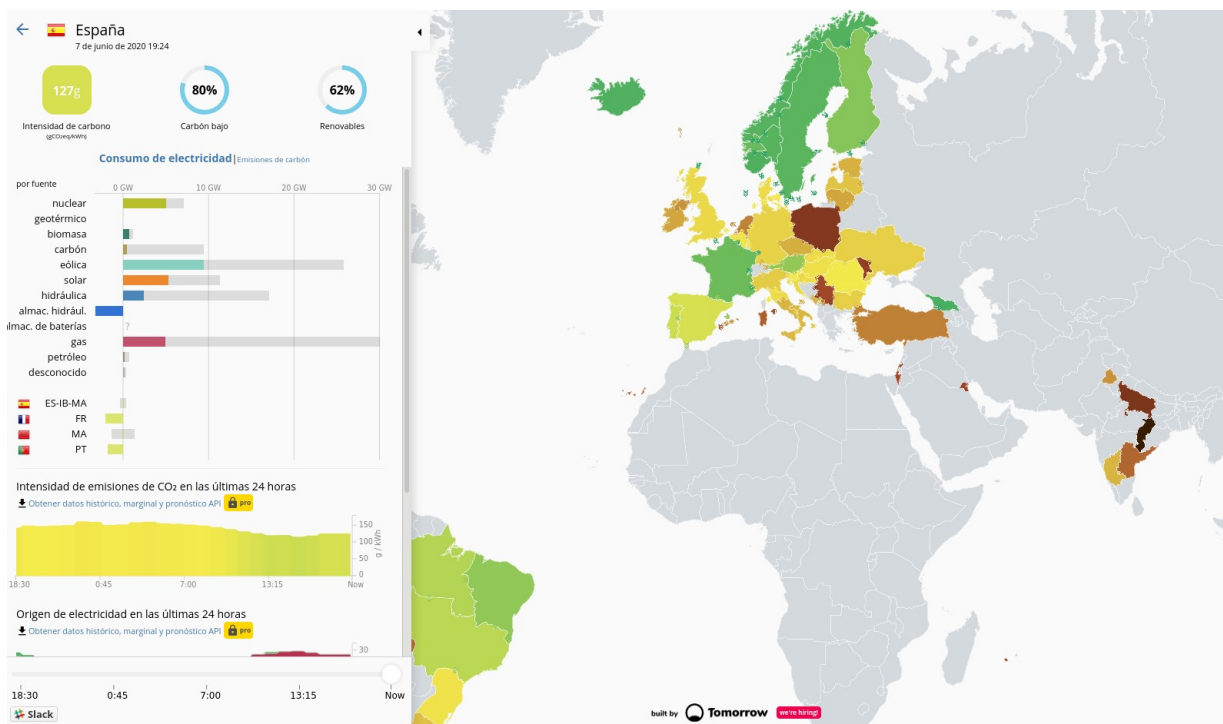 España
7 de junio de 2020 19:24
127g
80%
62%
Intensidad de carbono
(gCO₂eq/kWh)
Carbón bajo
Renovables
Consumo de electricidad|Emisiones de carbón
por fuente
0 GW 10 GW 20 GW 30 GW
nuclear
geotérmico
biomasa
carbón
eólica
solar
hidráulica
almac. hidrául.
almac. de baterías ?
gas
petróleo
desconocido
ES-IB-MA
FR
MA
PT
Intensidad de emisiones de CO₂ en las últimas 24 horas
Obtener datos histórico, marginal y pronóstico API pro
150
100
50
0
g / kWh
18:30 0:45 7:00 13:15 Now
Origen de electricidad en las últimas 24 horas
Obtener datos histórico, marginal y pronóstico API pro
30
18:30 0:45 7:00 13:15 Now
Slack
built by Tomorrow we're hiring!